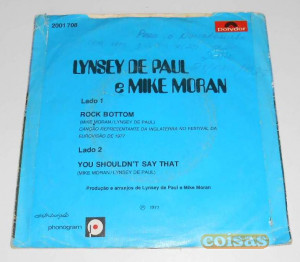 polydor
2001 706
LYNSEY DE PAUL
e MIKE MORAN
Lado 1
ROCK BOTTOM
(MIKE MORAN/LYNSEY DE PAUL)
CANÇÃO REPRESENTANTE DA INGLATERRA NO FESTIVAL DA
EUROVISÃO DE 1977
Lado 2
YOU SHOULDN'T SAY THAT
(MIKE MORAN/LYNSEY DE PAUL)
Produção e arranjos de Lynsey de Paul e Mike Moran
phonogram
1977
coisas